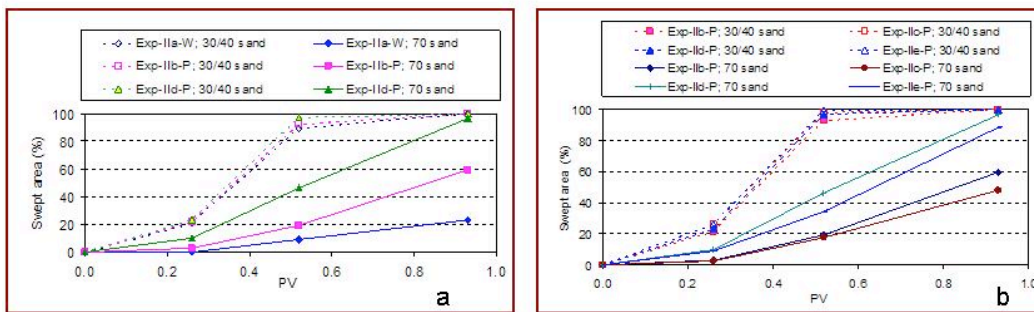 Exp-IIa-W; 30/40 sand
Exp-IIa-W; 70 sand
Exp-IIb-P; 30/40 sand
Exp-IIb-P; 70 sand
Exp-IId-P; 30/40 sand
Exp-IId-P; 70 sand
100
80
60
40
20
0
Swept area (%)
0.0 0.2 0.4 0.6 0.8 1.0
PV
a
Exp-IIb-P; 30/40 sand
Exp-IIc-P; 30/40 sand
Exp-IId-P; 30/40 sand
Exp-IIe-P; 30/40 sand
Exp-IIb-P; 70 sand
Exp-IIc-P; 70 sand
Exp-IId-P; 70 sand
Exp-IIe-P; 70 sand
100
80
60
40
20
0
Swept area (%)
0.0 0.2 0.4 0.6 0.8 1.0
PV
b